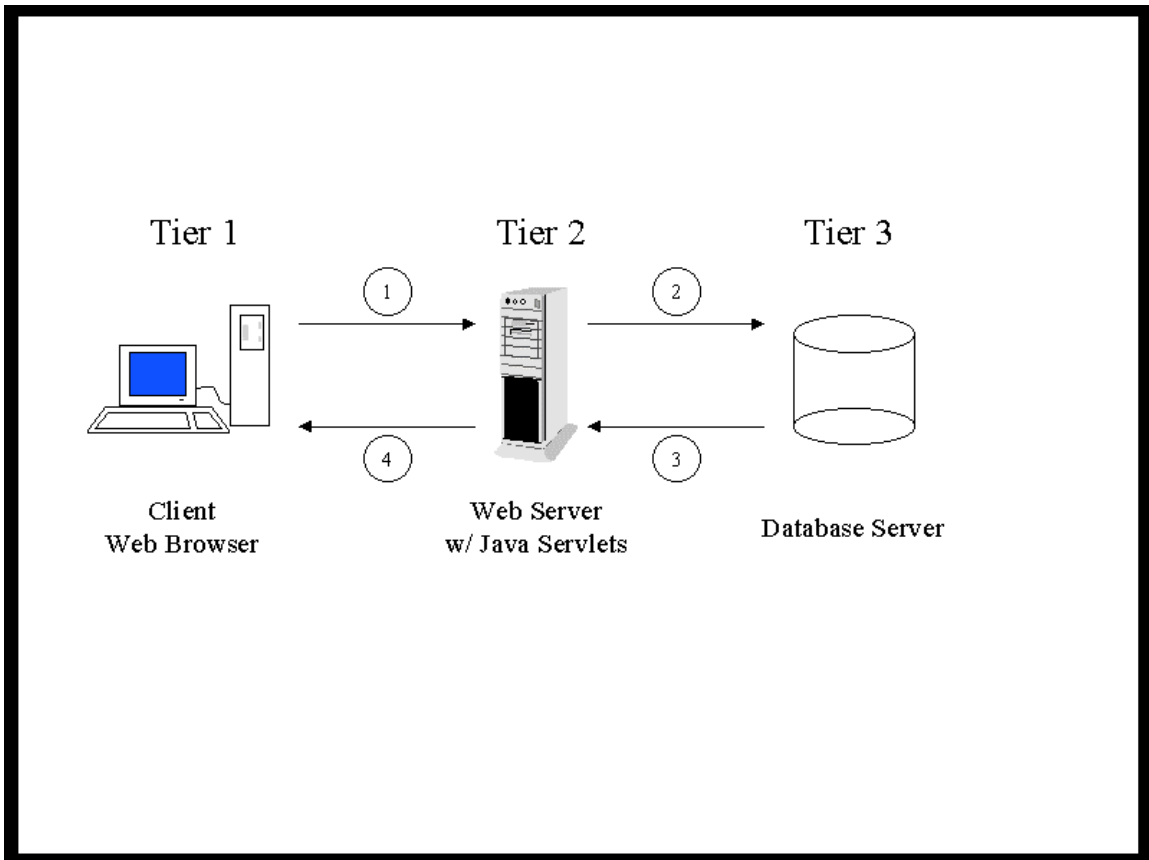 Tier 1
Tier 2
Tier 3
1
2
4
3
Client
Web Browser
Web Server
w/ Java Servlets
Database Server